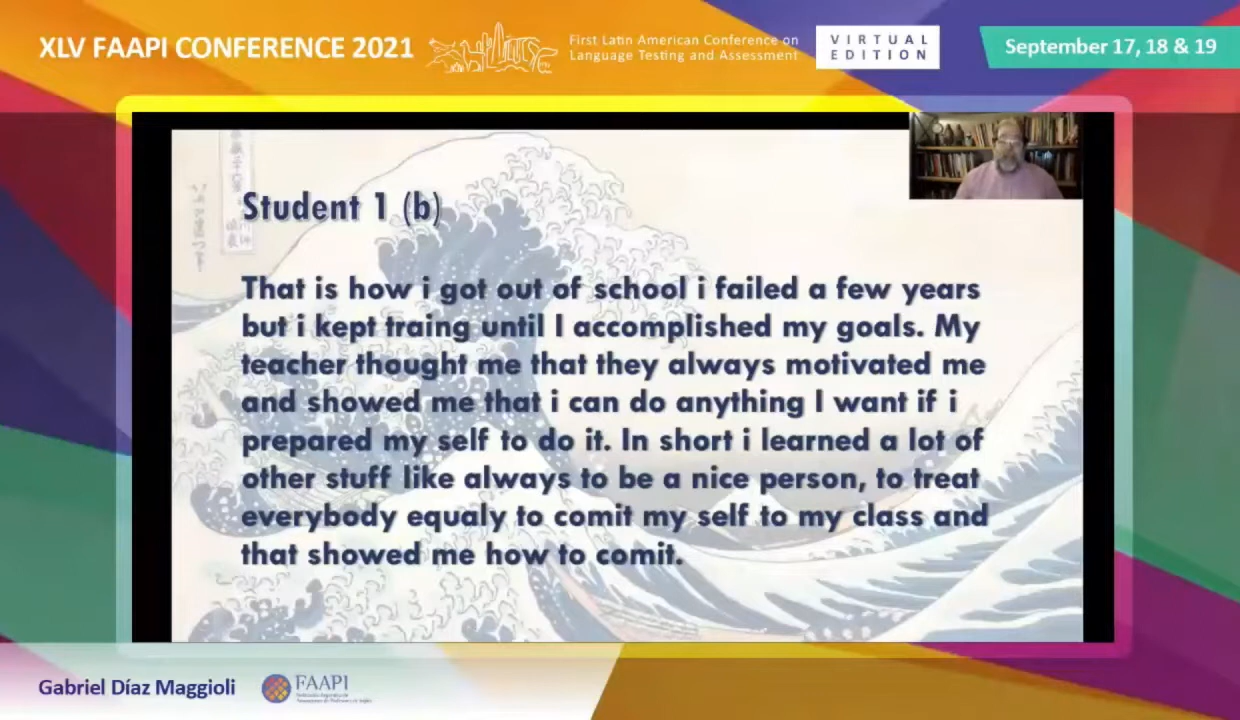 XLV FAAPI CONFERENCE 2021
First Latin American Conference on
Language Testing and Assessment
VIRTUAL
EDITION
September 17, 18 & 19
Student 1 (b)
That is how i got out of school i failed a few years
but i kept traing until I accomplished my goals. My
teacher thought me that they always motivated me
and showed me that i can do anything I want if i
prepared my self to do it. In short i learned a lot of
other stuff like always to be a nice person, to treat
everybody equaly to comit my self to my class and
that showed me how to comit.
Gabriel Díaz Maggioli
FAAPI